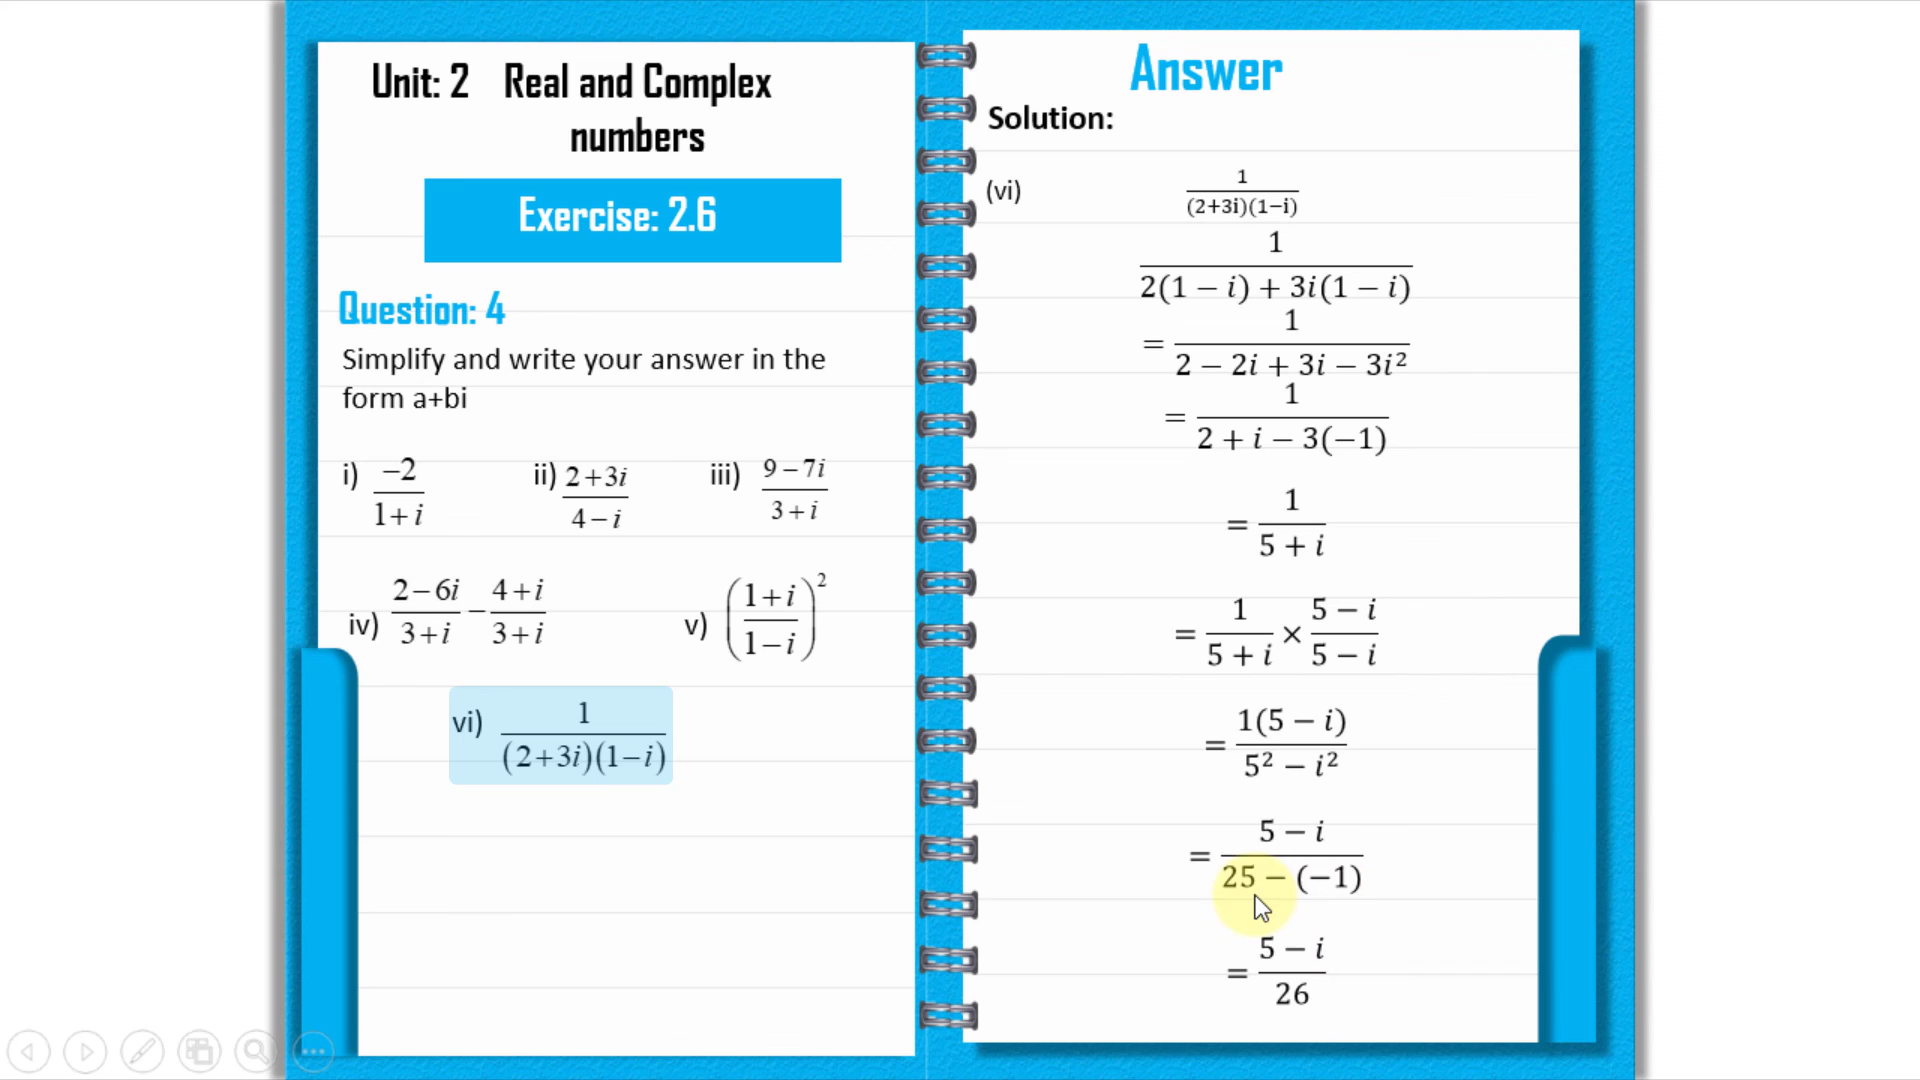 Unit: 2 Real and Complex
numbers
Exercise: 2.6
Question: 4
Simplify and write your answer in the
form a+bi
i) −2/(1+i) ii) (2+3i)/(4−i) iii) (9−7i)/(3+i)
iv) (2−6i)/(3+i) − (4+i)/(3+i) v) ((1+i)/(1−i))²
vi) 1/((2+3i)(1−i))
Answer
Solution:
(vi) 1/((2+3i)(1−i))
1/(2(1 − i) + 3i(1 − i))
= 1/(2 − 2i + 3i − 3i²)
= 1/(2 + i − 3(−1))
= 1/(5 + i)
= 1/(5 + i) × (5 − i)/(5 − i)
= 1(5 − i)/(5² − i²)
= (5 − i)/(25 − (−1))
= (5 − i)/26